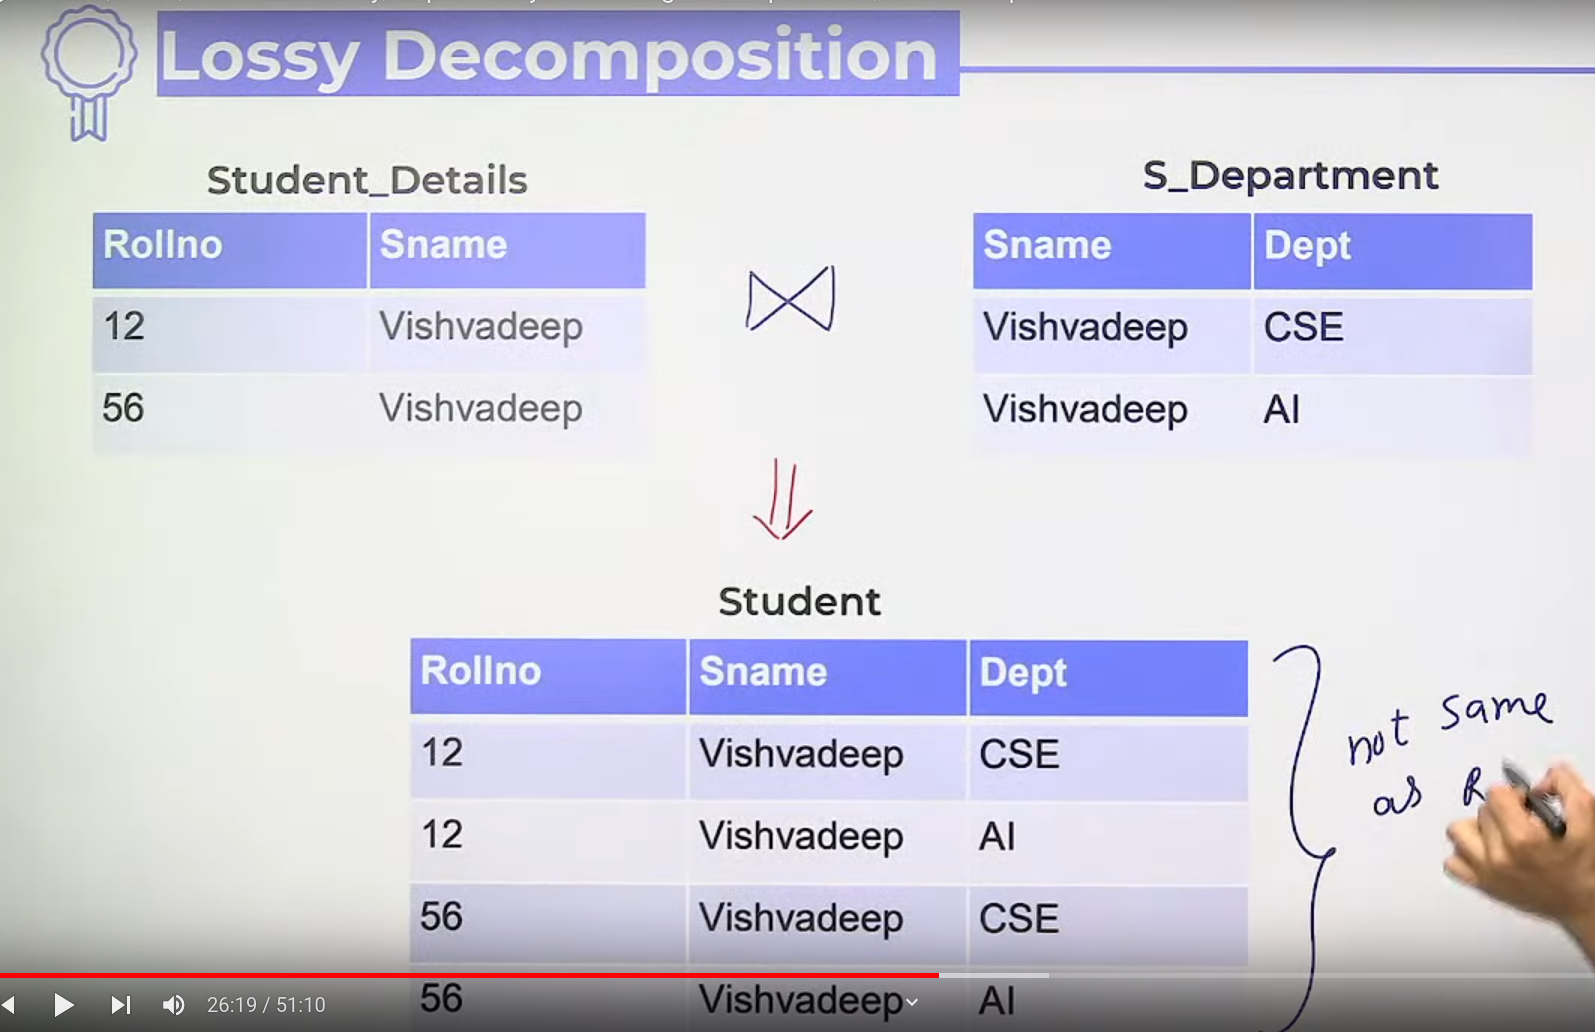 Lossy Decomposition
Student_Details
Rollno Sname
12 Vishvadeep
56 Vishvadeep
S_Department
Sname Dept
Vishvadeep CSE
Vishvadeep AI
Student
Rollno Sname Dept
12 Vishvadeep CSE
12 Vishvadeep AI
56 Vishvadeep CSE
56 Vishvadeep AI
not same
as R
26:19 / 51:10